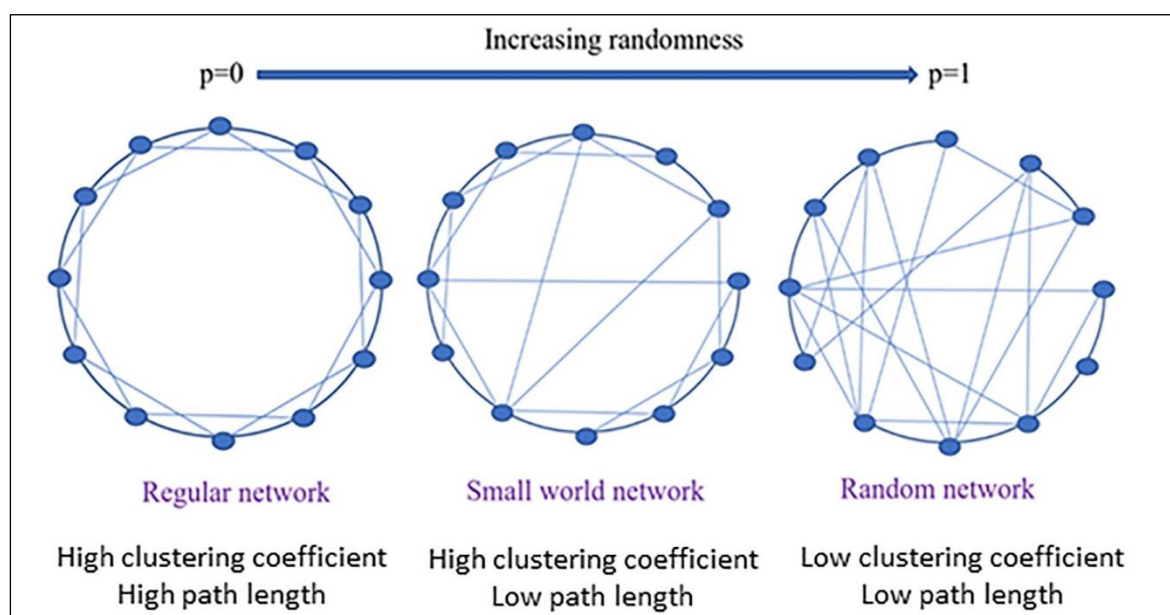 Increasing randomness
p=0
p=1
Regular network
Small world network
Random network
High clustering coefficient
High path length
High clustering coefficient
Low path length
Low clustering coefficient
Low path length